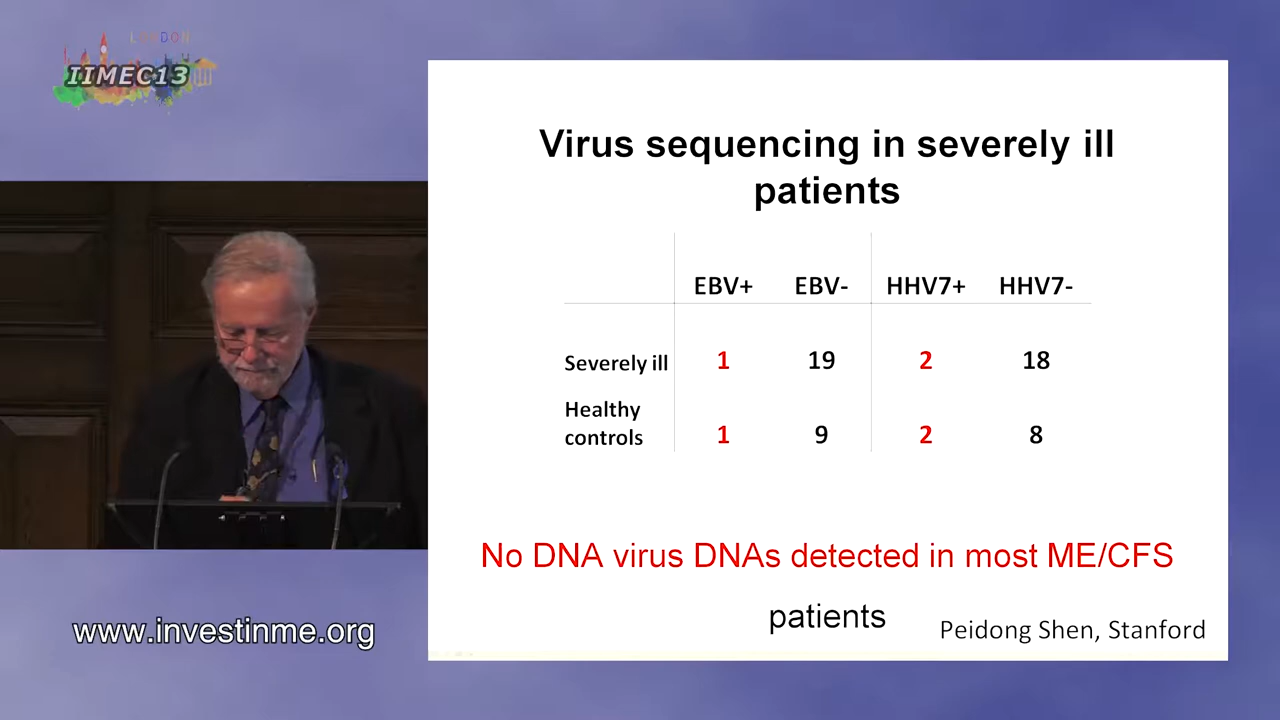 LONDON
IIMEC13
Virus sequencing in severely ill
patients
EBV+ EBV- HHV7+ HHV7-
Severely ill 1 19 2 18
Healthy
controls 1 9 2 8
No DNA virus DNAs detected in most ME/CFS
patients
Peidong Shen, Stanford
www.investinme.org